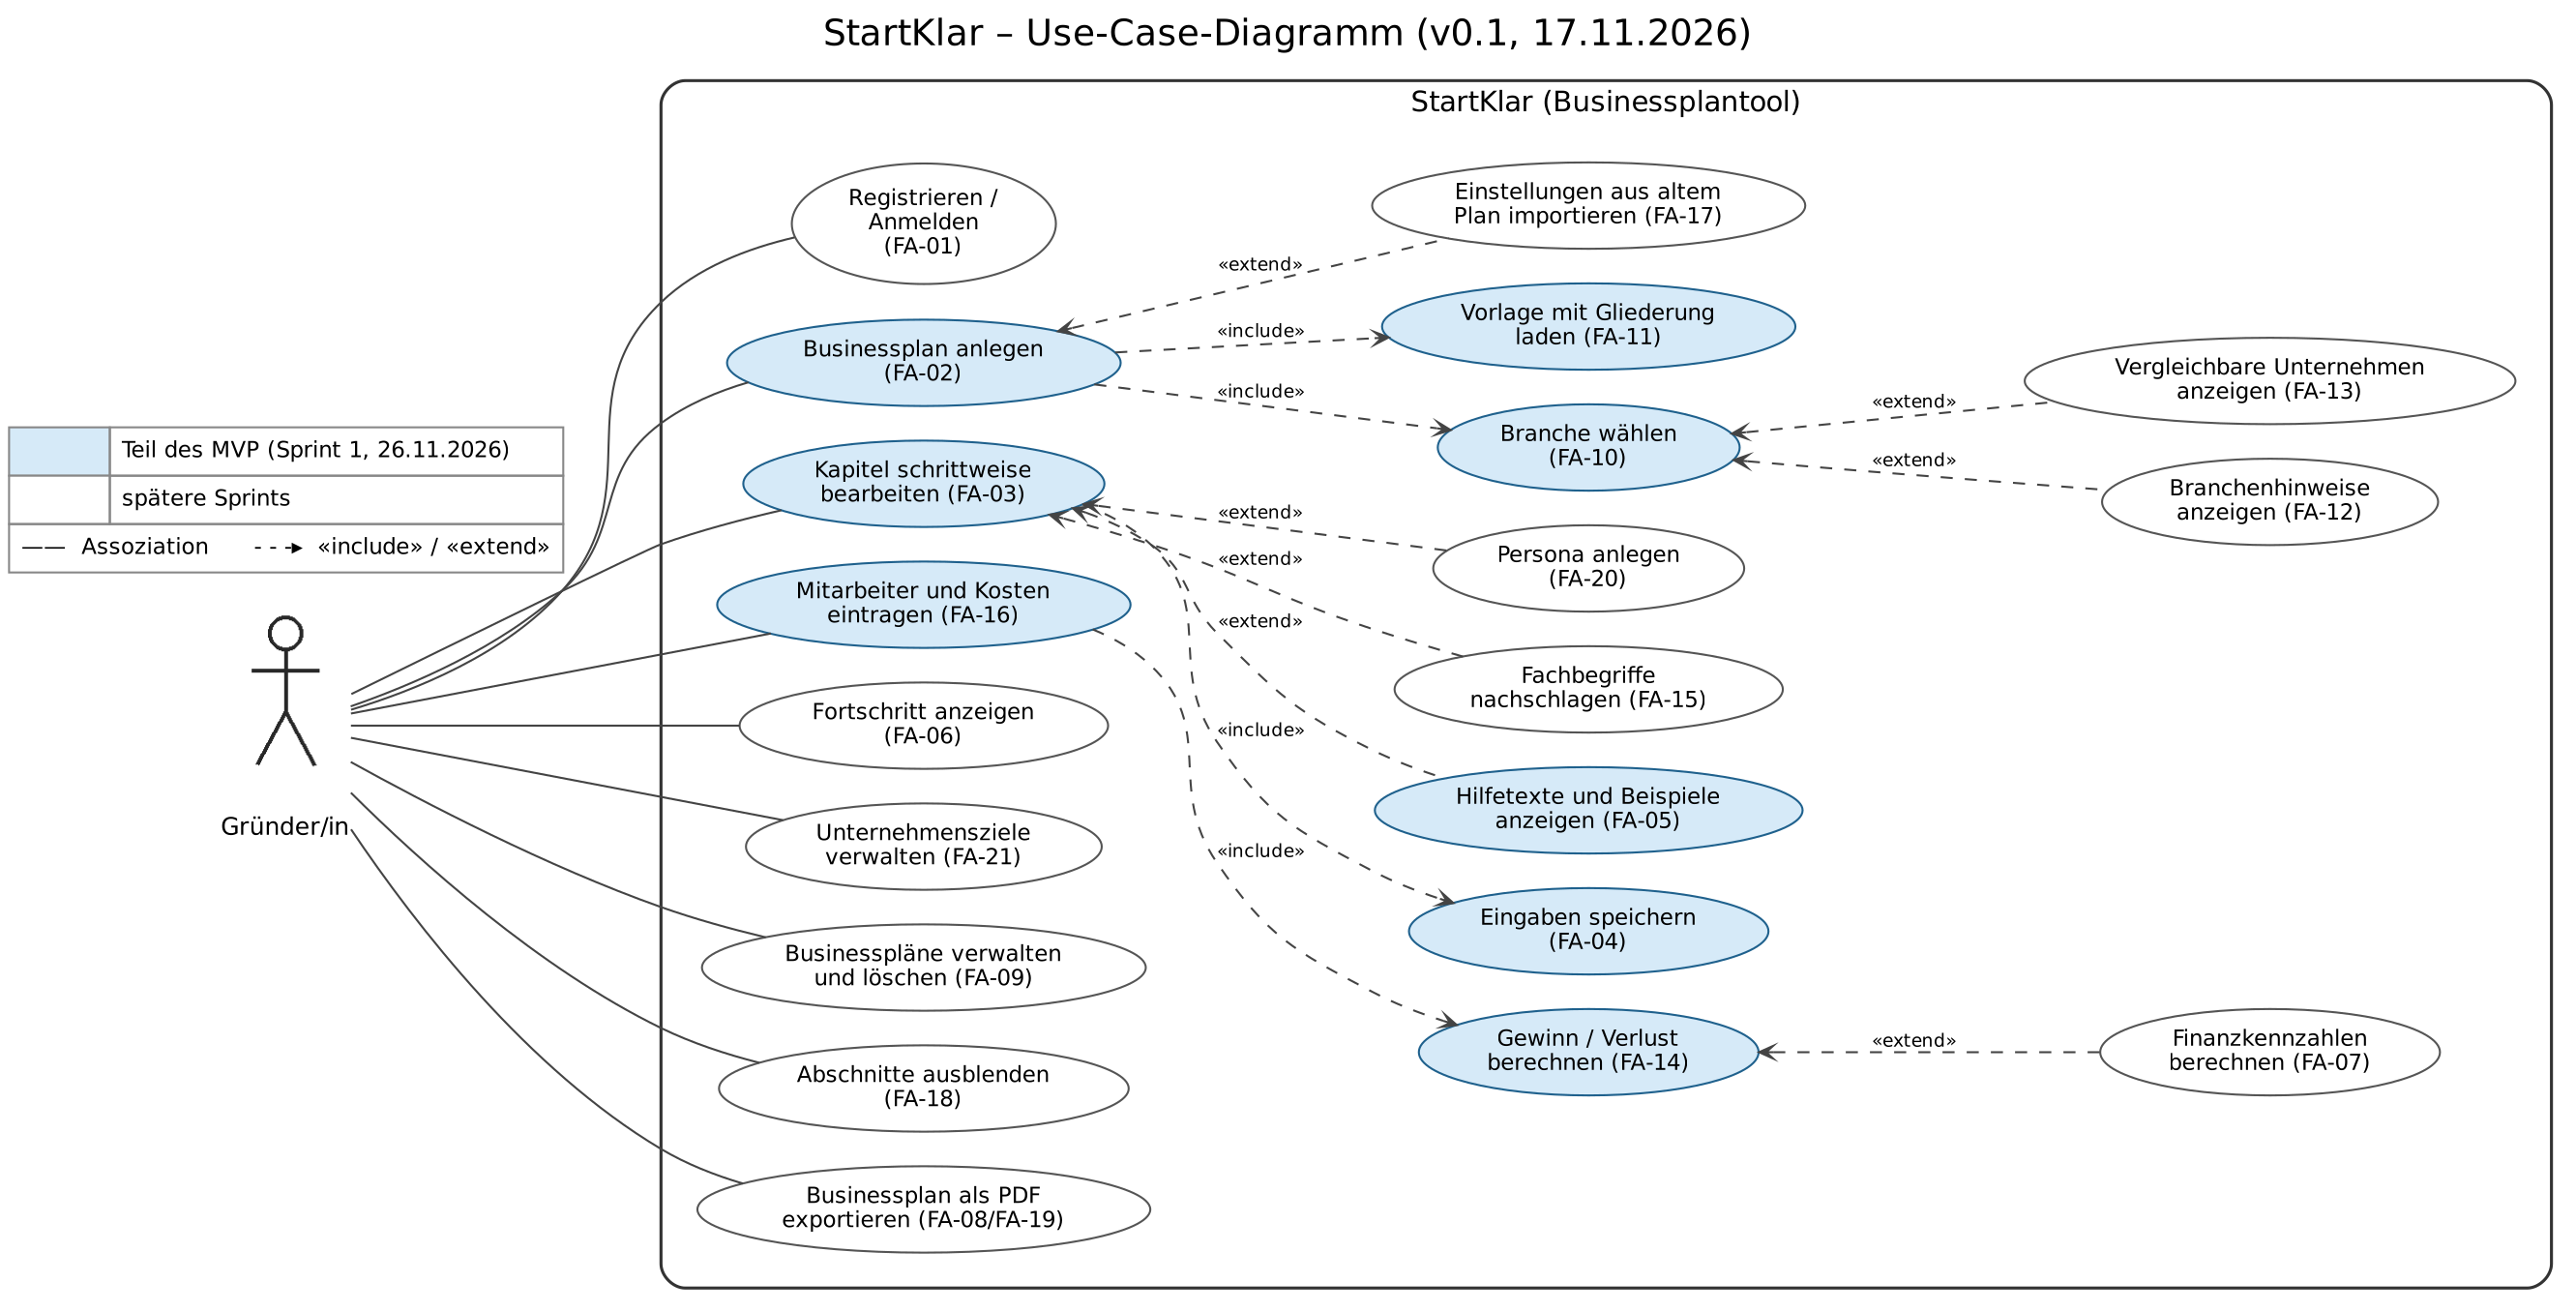 StartKlar – Use-Case-Diagramm (v0.1, 17.11.2026)
StartKlar (Businessplantool)
Teil des MVP (Sprint 1, 26.11.2026)
spätere Sprints
Assoziation
«include» / «extend»
Gründer/in
Registrieren /
Anmelden
(FA-01)
Businessplan anlegen
(FA-02)
Kapitel schrittweise
bearbeiten (FA-03)
Mitarbeiter und Kosten
eintragen (FA-16)
Fortschritt anzeigen
(FA-06)
Unternehmensziele
verwalten (FA-21)
Businesspläne verwalten
und löschen (FA-09)
Abschnitte ausblenden
(FA-18)
Businessplan als PDF
exportieren (FA-08/FA-19)
«extend»
«include»
«include»
«extend»
«extend»
«extend»
«include»
«include»
Einstellungen aus altem
Plan importieren (FA-17)
Vorlage mit Gliederung
laden (FA-11)
Branche wählen
(FA-10)
Persona anlegen
(FA-20)
Fachbegriffe
nachschlagen (FA-15)
Hilfetexte und Beispiele
anzeigen (FA-05)
Eingaben speichern
(FA-04)
Gewinn / Verlust
berechnen (FA-14)
«extend»
«extend»
«extend»
Vergleichbare Unternehmen
anzeigen (FA-13)
Branchenhinweise
anzeigen (FA-12)
Finanzkennzahlen
berechnen (FA-07)